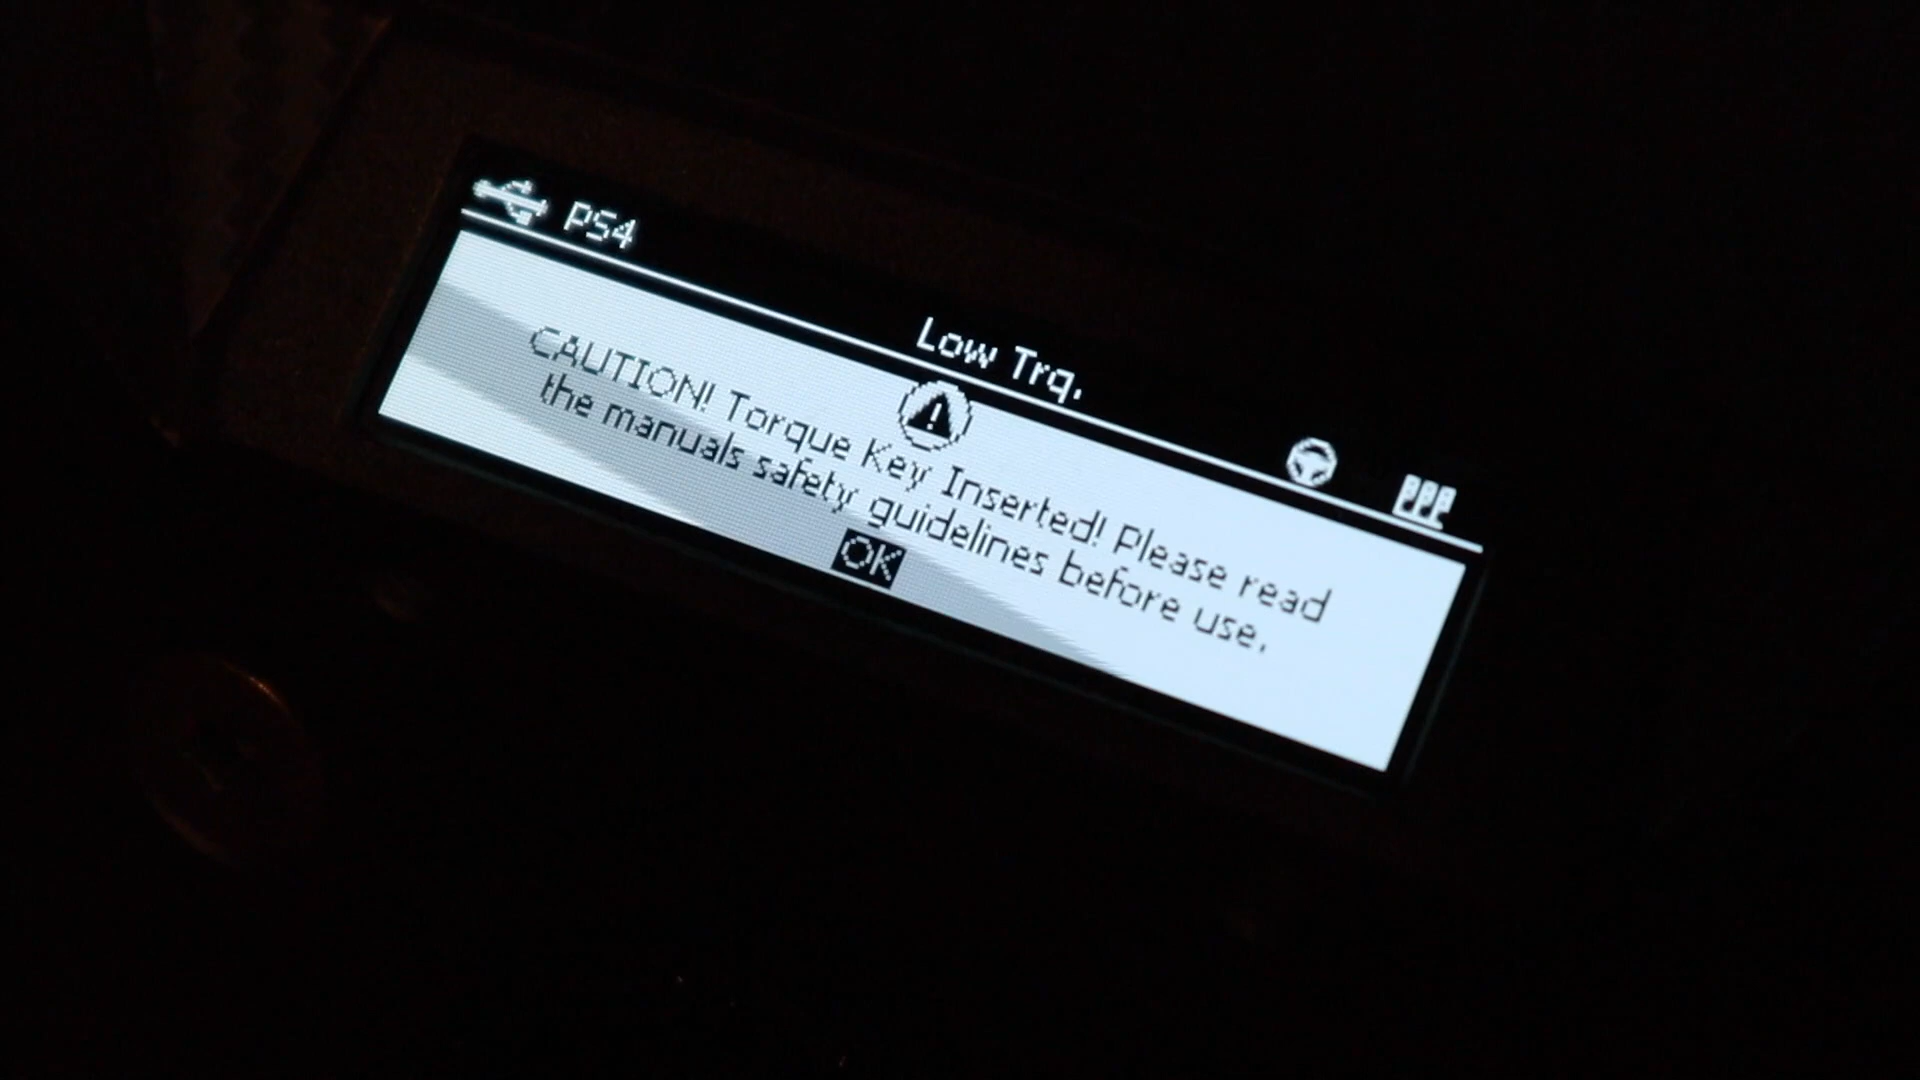 PS4
Low Trq.
CAUTION! Torque Key Inserted! Please read
the manuals safety guidelines before use.
OK